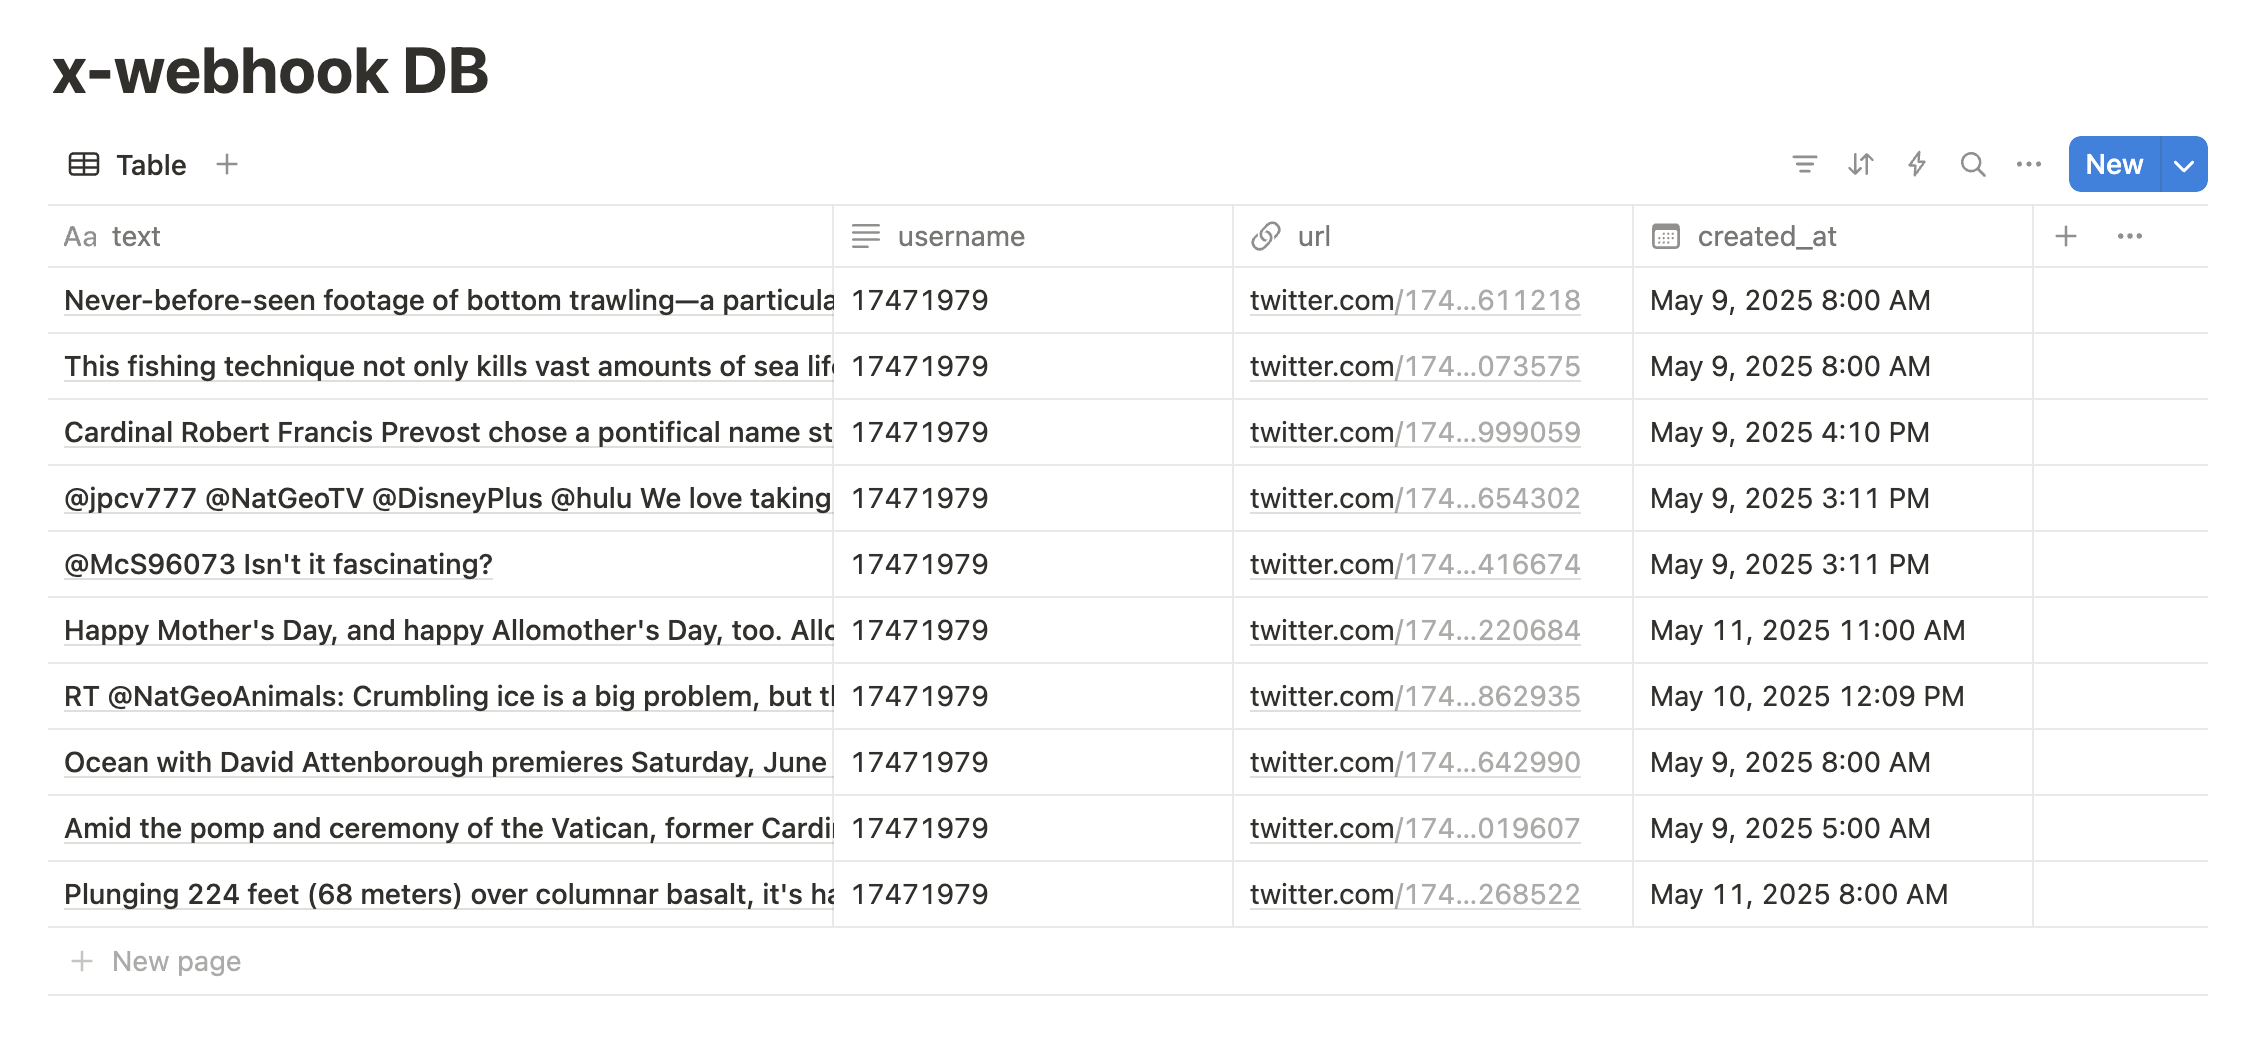 x-webhook DB
Table
New
Aa text username url created_at
Never-before-seen footage of bottom trawling—a particula 17471979 twitter.com/174...611218 May 9, 2025 8:00 AM
This fishing technique not only kills vast amounts of sea life 17471979 twitter.com/174...073575 May 9, 2025 8:00 AM
Cardinal Robert Francis Prevost chose a pontifical name st 17471979 twitter.com/174...999059 May 9, 2025 4:10 PM
@jpcv777 @NatGeoTV @DisneyPlus @hulu We love taking 17471979 twitter.com/174...654302 May 9, 2025 3:11 PM
@McS96073 Isn't it fascinating? 17471979 twitter.com/174...416674 May 9, 2025 3:11 PM
Happy Mother's Day, and happy Allomother's Day, too. Allo 17471979 twitter.com/174...220684 May 11, 2025 11:00 AM
RT @NatGeoAnimals: Crumbling ice is a big problem, but th 17471979 twitter.com/174...862935 May 10, 2025 12:09 PM
Ocean with David Attenborough premieres Saturday, June 17471979 twitter.com/174...642990 May 9, 2025 8:00 AM
Amid the pomp and ceremony of the Vatican, former Cardi 17471979 twitter.com/174...019607 May 9, 2025 5:00 AM
Plunging 224 feet (68 meters) over columnar basalt, it's ha 17471979 twitter.com/174...268522 May 11, 2025 8:00 AM
New page